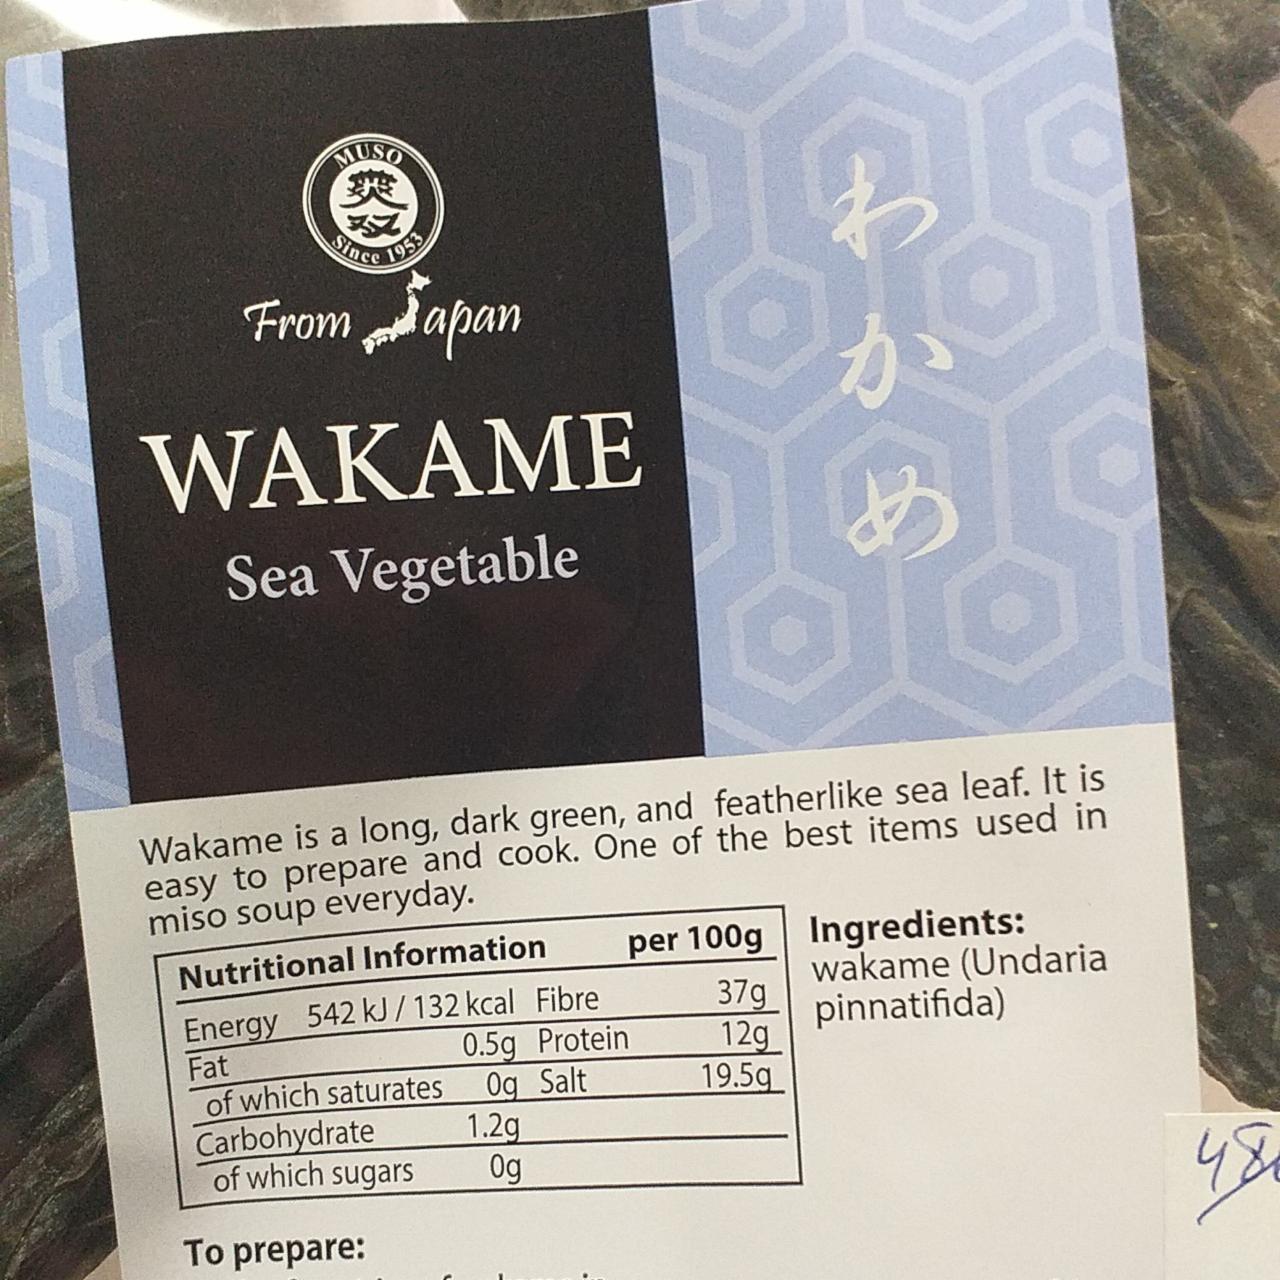 MUSO
Since 1953
From Japan
WAKAME
Sea Vegetable
わかめ
Wakame is a long, dark green, and featherlike sea leaf. It is
easy to prepare and cook. One of the best items used in
miso soup everyday.
Nutritional Information per 100g
Energy 542 kJ / 132 kcal Fibre 37g
Fat 0.5g Protein 12g
of which saturates 0g Salt 19.5g
Carbohydrate 1.2g
of which sugars 0g
Ingredients:
wakame (Undaria
pinnatifida)
To prepare: